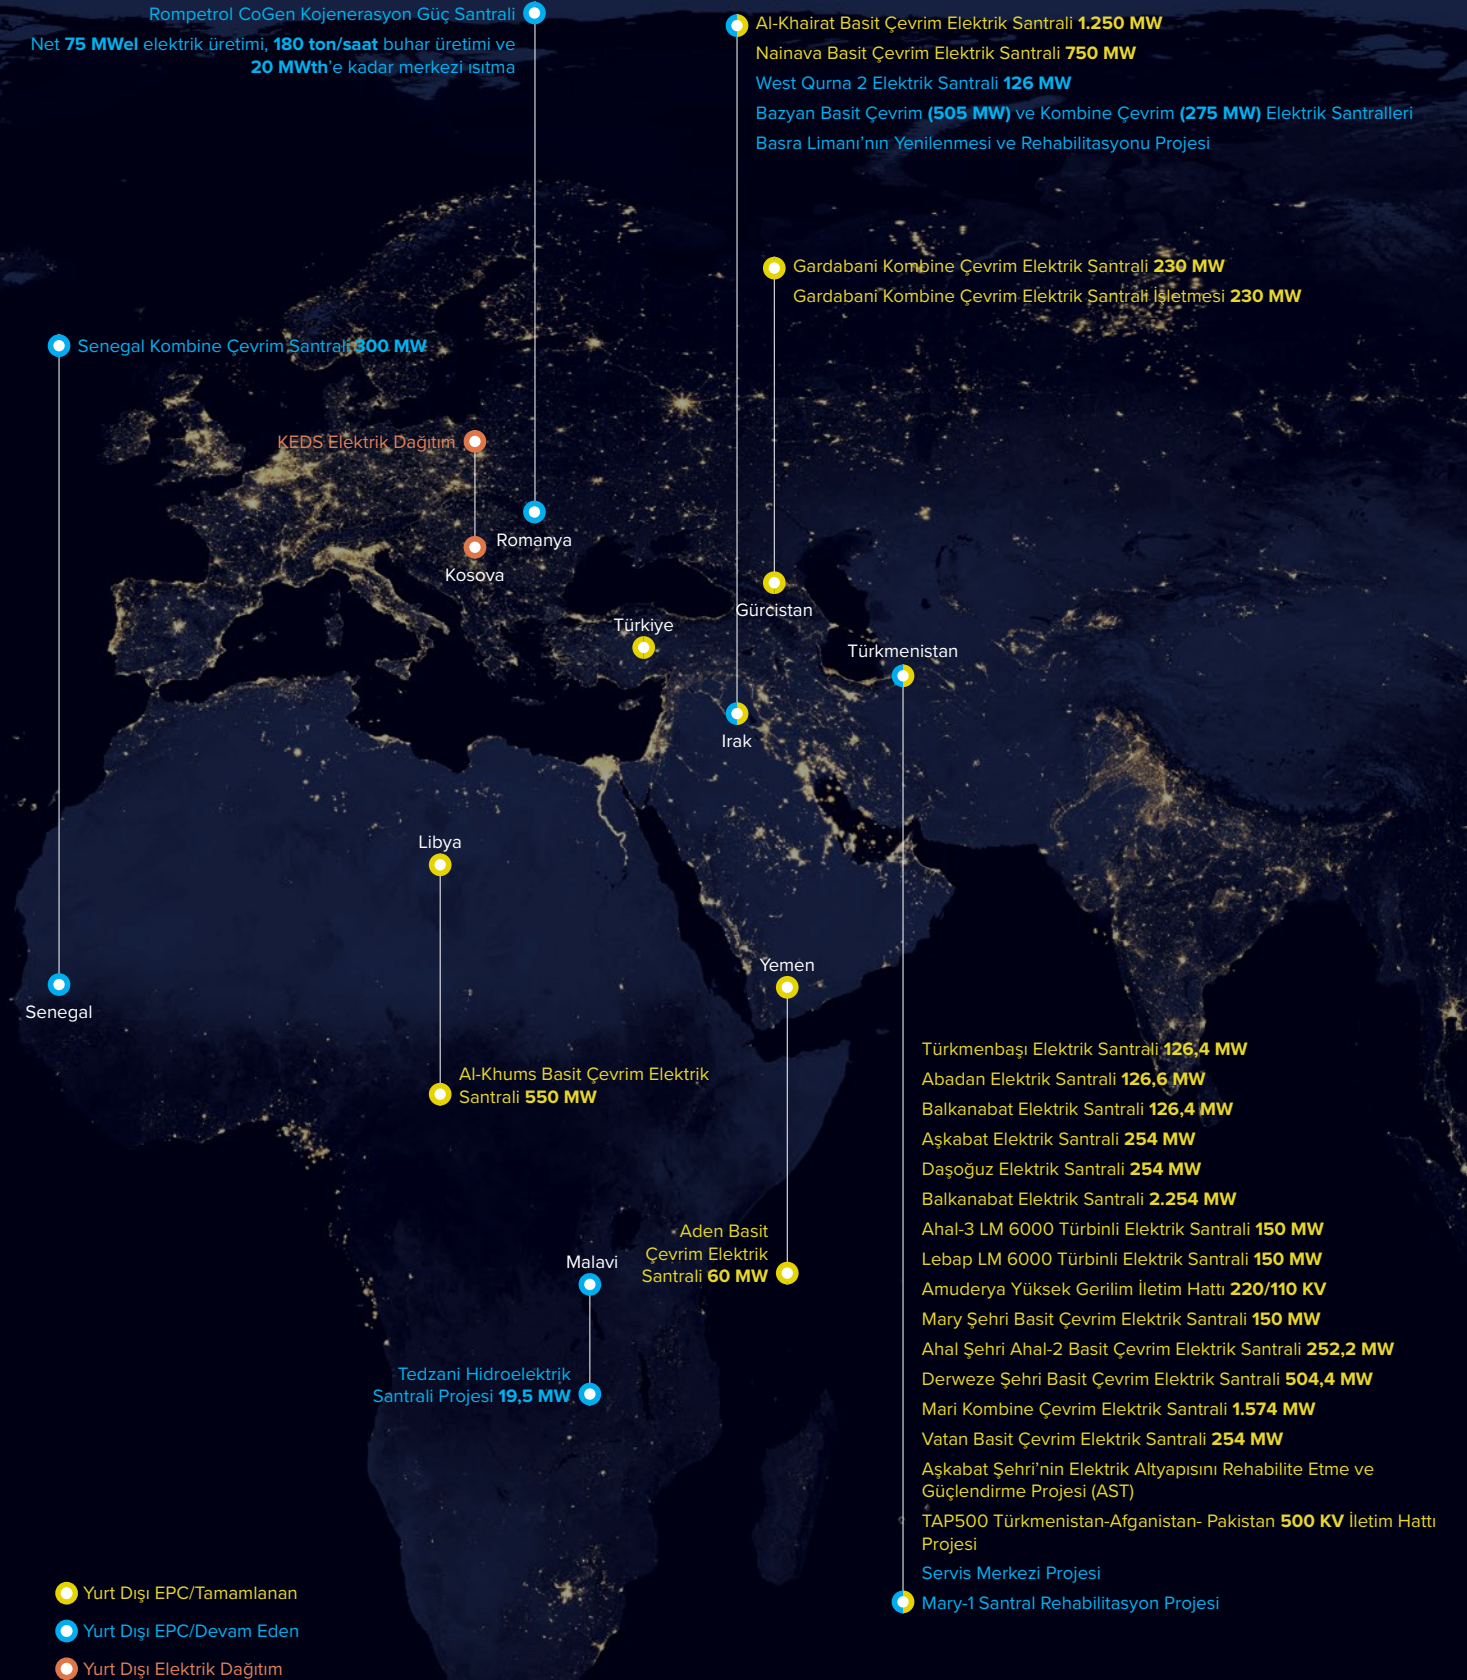 Rompetrol CoGen Kojenerasyon Güç Santrali
Net 75 MWel elektrik üretimi, 180 ton/saat buhar üretimi ve
20 MWth’e kadar merkezi ısıtma
Al-Khairat Basit Çevrim Elektrik Santrali 1.250 MW
Nainava Basit Çevrim Elektrik Santrali 750 MW
West Qurna 2 Elektrik Santrali 126 MW
Bazyan Basit Çevrim (505 MW) ve Kombine Çevrim (275 MW) Elektrik Santralleri
Basra Limanı’nın Yenilenmesi ve Rehabilitasyonu Projesi
Gardabani Kombine Çevrim Elektrik Santrali 230 MW
Gardabani Kombine Çevrim Elektrik Santrali İşletmesi 230 MW
Senegal Kombine Çevrim Santrali 300 MW
KEDS Elektrik Dağıtım
Romanya
Kosova
Gürcistan
Türkiye
Türkmenistan
Irak
Libya
Yemen
Senegal
Al-Khums Basit Çevrim Elektrik
Santrali 550 MW
Aden Basit
Çevrim Elektrik
Santrali 60 MW
Malavi
Tedzani Hidroelektrik
Santrali Projesi 19,5 MW
Türkmenbaşı Elektrik Santrali 126,4 MW
Abadan Elektrik Santrali 126,6 MW
Balkanabat Elektrik Santrali 126,4 MW
Aşkabat Elektrik Santrali 254 MW
Daşoğuz Elektrik Santrali 254 MW
Balkanabat Elektrik Santrali 2.254 MW
Ahal-3 LM 6000 Türbinli Elektrik Santrali 150 MW
Lebap LM 6000 Türbinli Elektrik Santrali 150 MW
Amuderya Yüksek Gerilim İletim Hattı 220/110 KV
Mary Şehri Basit Çevrim Elektrik Santrali 150 MW
Ahal Şehri Ahal-2 Basit Çevrim Elektrik Santrali 252,2 MW
Derweze Şehri Basit Çevrim Elektrik Santrali 504,4 MW
Mari Kombine Çevrim Elektrik Santrali 1.574 MW
Vatan Basit Çevrim Elektrik Santrali 254 MW
Aşkabat Şehri’nin Elektrik Altyapısını Rehabilite Etme ve
Güçlendirme Projesi (AST)
TAP500 Türkmenistan-Afganistan- Pakistan 500 KV İletim Hattı
Projesi
Servis Merkezi Projesi
Mary-1 Santral Rehabilitasyon Projesi
Yurt Dışı EPC/Tamamlanan
Yurt Dışı EPC/Devam Eden
Yurt Dışı Elektrik Dağıtım